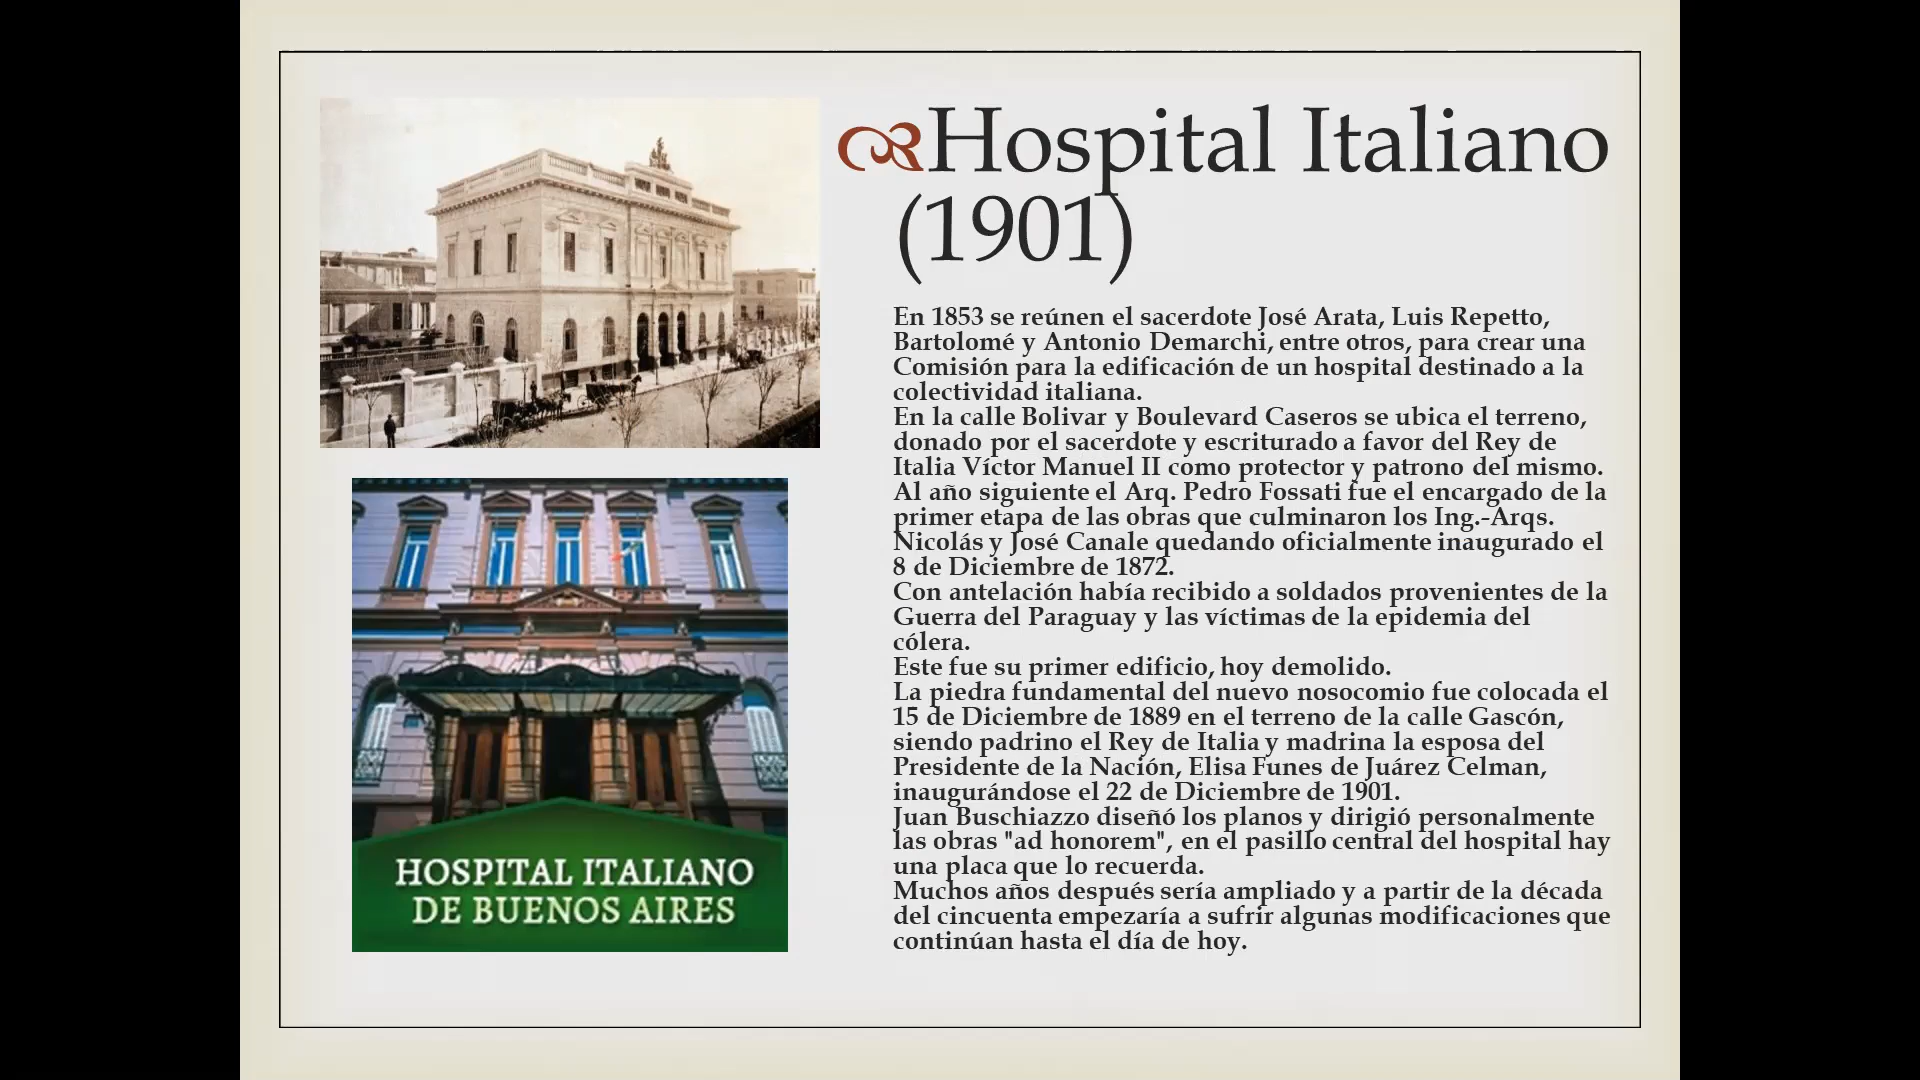 Hospital Italiano
(1901)
En 1853 se reúnen el sacerdote José Arata, Luis Repetto,
Bartolomé y Antonio Demarchi, entre otros, para crear una
Comisión para la edificación de un hospital destinado a la
colectividad italiana.
En la calle Bolivar y Boulevard Caseros se ubica el terreno,
donado por el sacerdote y escriturado a favor del Rey de
Italia Víctor Manuel II como protector y patrono del mismo.
Al año siguiente el Arq. Pedro Fossati fue el encargado de la
primer etapa de las obras que culminaron los Ing.-Arqs.
Nicolás y José Canale quedando oficialmente inaugurado el
8 de Diciembre de 1872.
Con antelación había recibido a soldados provenientes de la
Guerra del Paraguay y las víctimas de la epidemia del
cólera.
Este fue su primer edificio, hoy demolido.
La piedra fundamental del nuevo nosocomio fue colocada el
15 de Diciembre de 1889 en el terreno de la calle Gascón,
siendo padrino el Rey de Italia y madrina la esposa del
Presidente de la Nación, Elisa Funes de Juárez Celman,
inaugurándose el 22 de Diciembre de 1901.
Juan Buschiazzo diseñó los planos y dirigió personalmente
las obras "ad honorem", en el pasillo central del hospital hay
una placa que lo recuerda.
Muchos años después sería ampliado y a partir de la década
del cincuenta empezaría a sufrir algunas modificaciones que
continúan hasta el día de hoy.
HOSPITAL ITALIANO
DE BUENOS AIRES